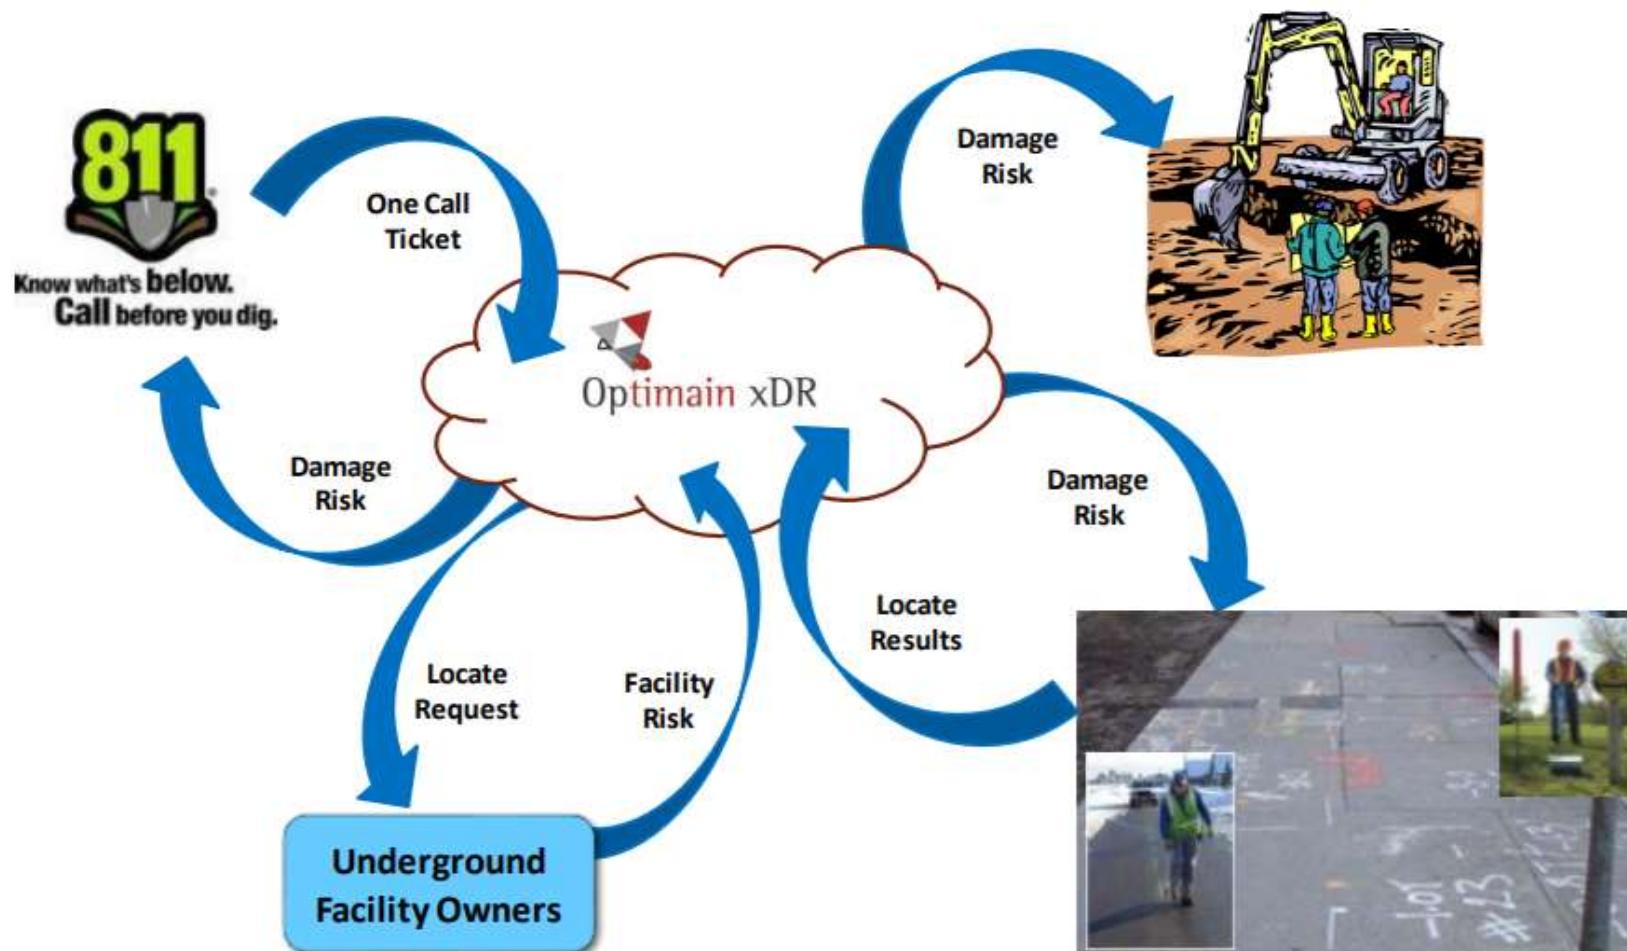 811
Know what's below.
Call before you dig.
One Call
Ticket
Damage
Risk
Optimain xDR
Damage
Risk
Damage
Risk
Locate
Request
Facility
Risk
Locate
Results
Underground
Facility Owners
#23